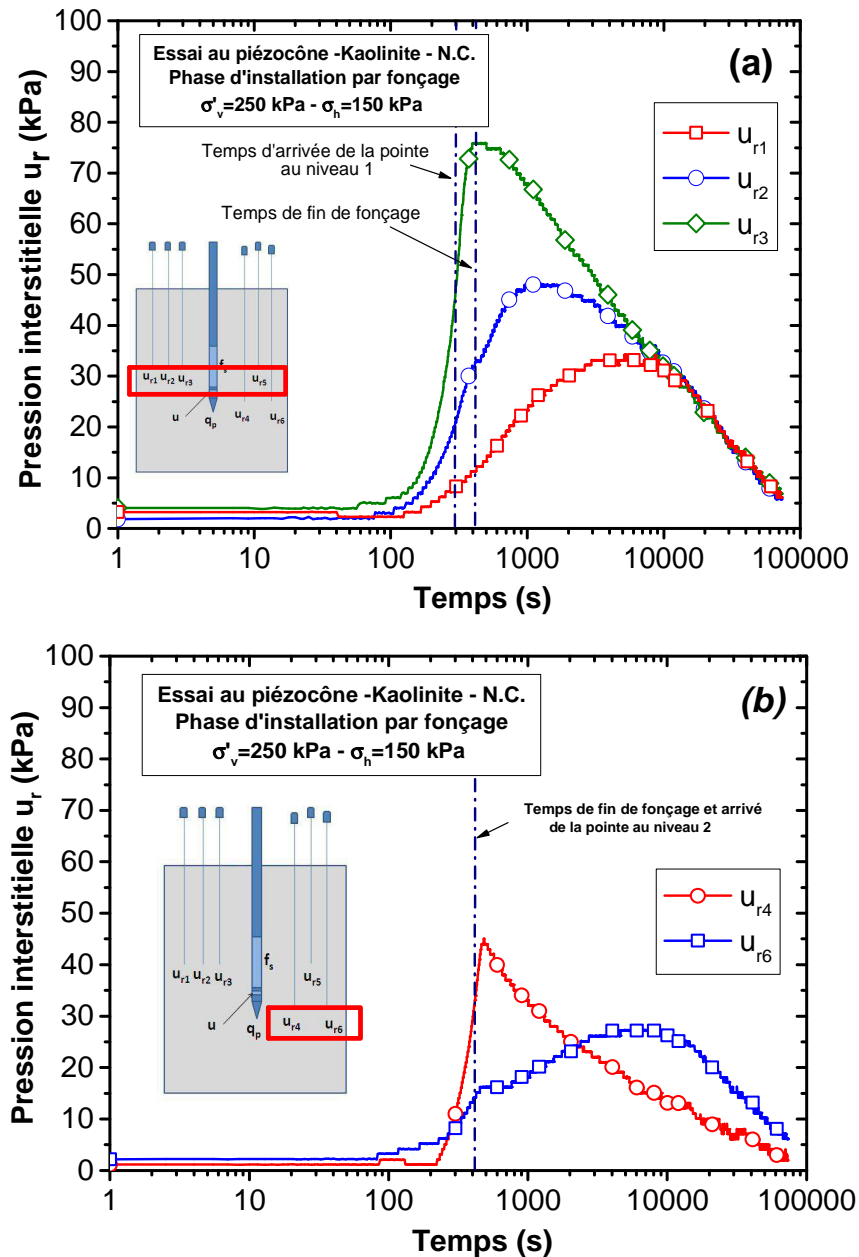 Essai au piézocône -Kaolinite - N.C.
Phase d'installation par fonçage
σ'v=250 kPa - σh=150 kPa
(a)
Temps d'arrivée de la pointe
au niveau 1
Temps de fin de fonçage
ur1
ur2
ur3
Pression interstitielle ur (kPa)
100
90
80
70
60
50
40
30
20
10
0
fs
ur1 ur2 ur3 ur5
u qp ur4 ur6
1 10 100 1000 10000 100000
Temps (s)
Essai au piézocône -Kaolinite - N.C.
Phase d'installation par fonçage
σ'v=250 kPa - σh=150 kPa
(b)
Temps de fin de fonçage et arrivé
de la pointe au niveau 2
ur4
ur6
Pression interstitielle ur (kPa)
100
90
80
70
60
50
40
30
20
10
0
fs
ur1 ur2 ur3 ur5
u qp ur4 ur6
1 10 100 1000 10000 100000
Temps (s)